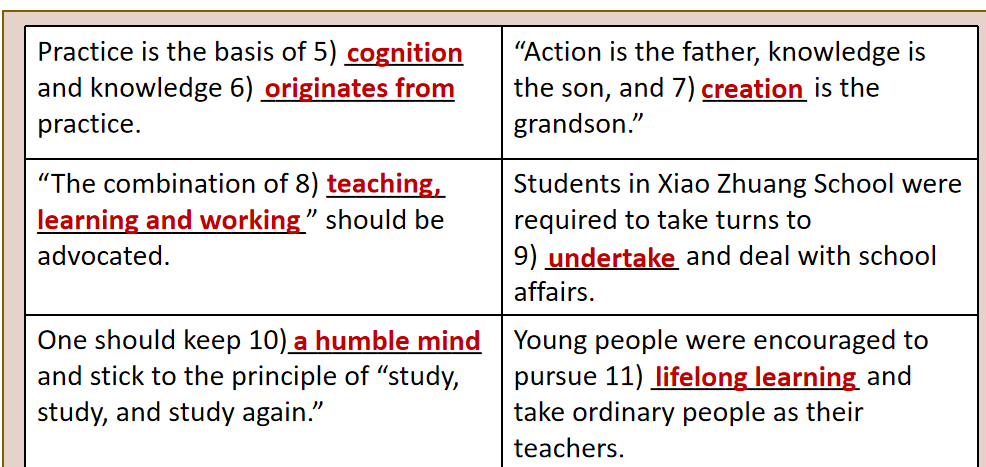 Practice is the basis of 5) cognition
and knowledge 6) originates from
practice.
“Action is the father, knowledge is
the son, and 7) creation is the
grandson.”
“The combination of 8) teaching,
learning and working” should be
advocated.
Students in Xiao Zhuang School were
required to take turns to
9) undertake and deal with school
affairs.
One should keep 10) a humble mind
and stick to the principle of “study,
study, and study again.”
Young people were encouraged to
pursue 11) lifelong learning and
take ordinary people as their
teachers.